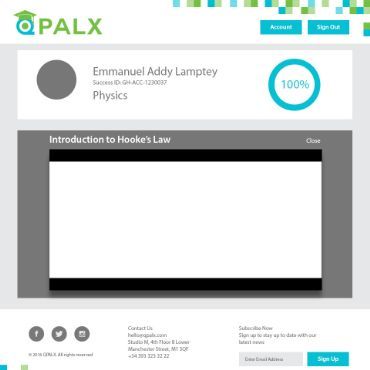 QPALX
Account
Sign Out
Emmanuel Addy Lamptey
Success ID: GH-ACC-1230037
Physics
100%
Introduction to Hooke's Law
Close
Contact Us
hello@qpalx.com
Studio M, 4th Floor 8 Lower
Manchester Street, M1 5QF
+54 393 325 32 22
Subscribe Now
Sign up to stay up to date with our
latest news
© 2016 QPALX. All rights reserved
Enter Email Address
Sign Up